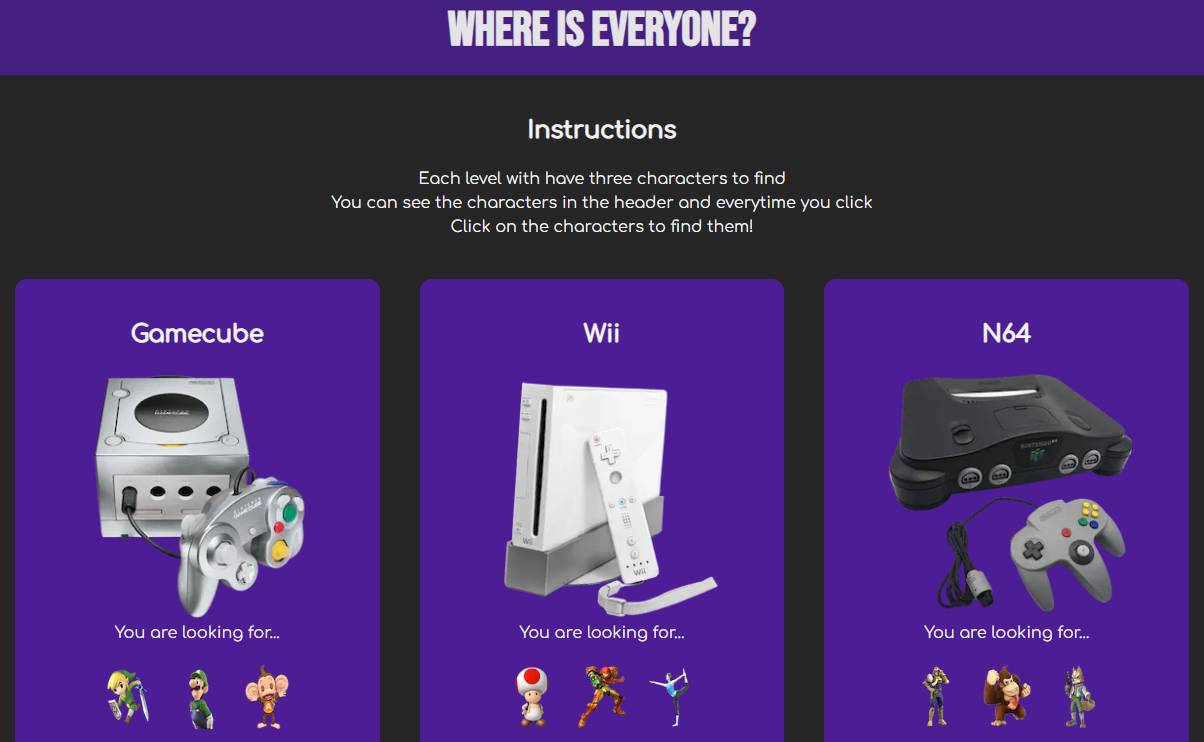 WHERE IS EVERYONE?
Instructions
Each level with have three characters to find
You can see the characters in the header and everytime you click
Click on the characters to find them!
Gamecube
Wii
N64
You are looking for...
You are looking for...
You are looking for...
Wii
Wii